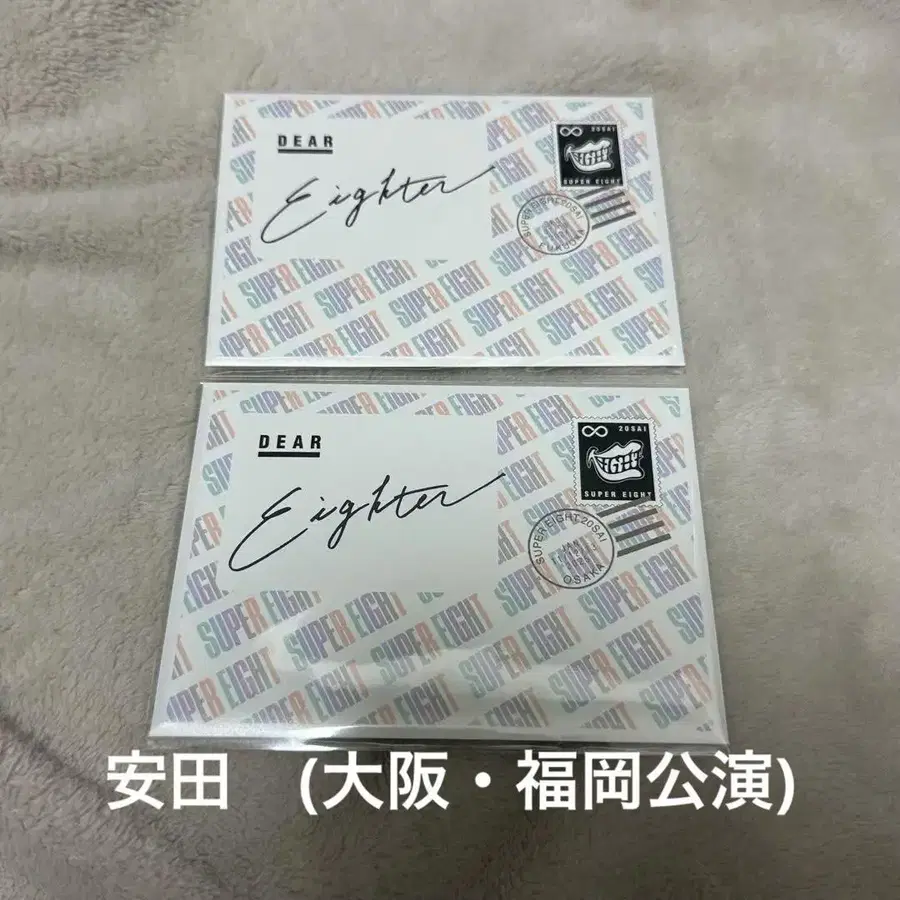 DEAR
Eighter
∞ 20SAI
SUPER EIGHT
SUPER EIGHT 20SAI
FUKUOKA
SUPER EIGHT SUPER EIGHT SUPER EIGHT
DEAR
Eighter
∞ 20SAI
EIGHT
SUPER EIGHT
SUPER EIGHT 20SAI
OSAKA
SUPER EIGHT SUPER EIGHT SUPER EIGHT
安田 (大阪・福岡公演)